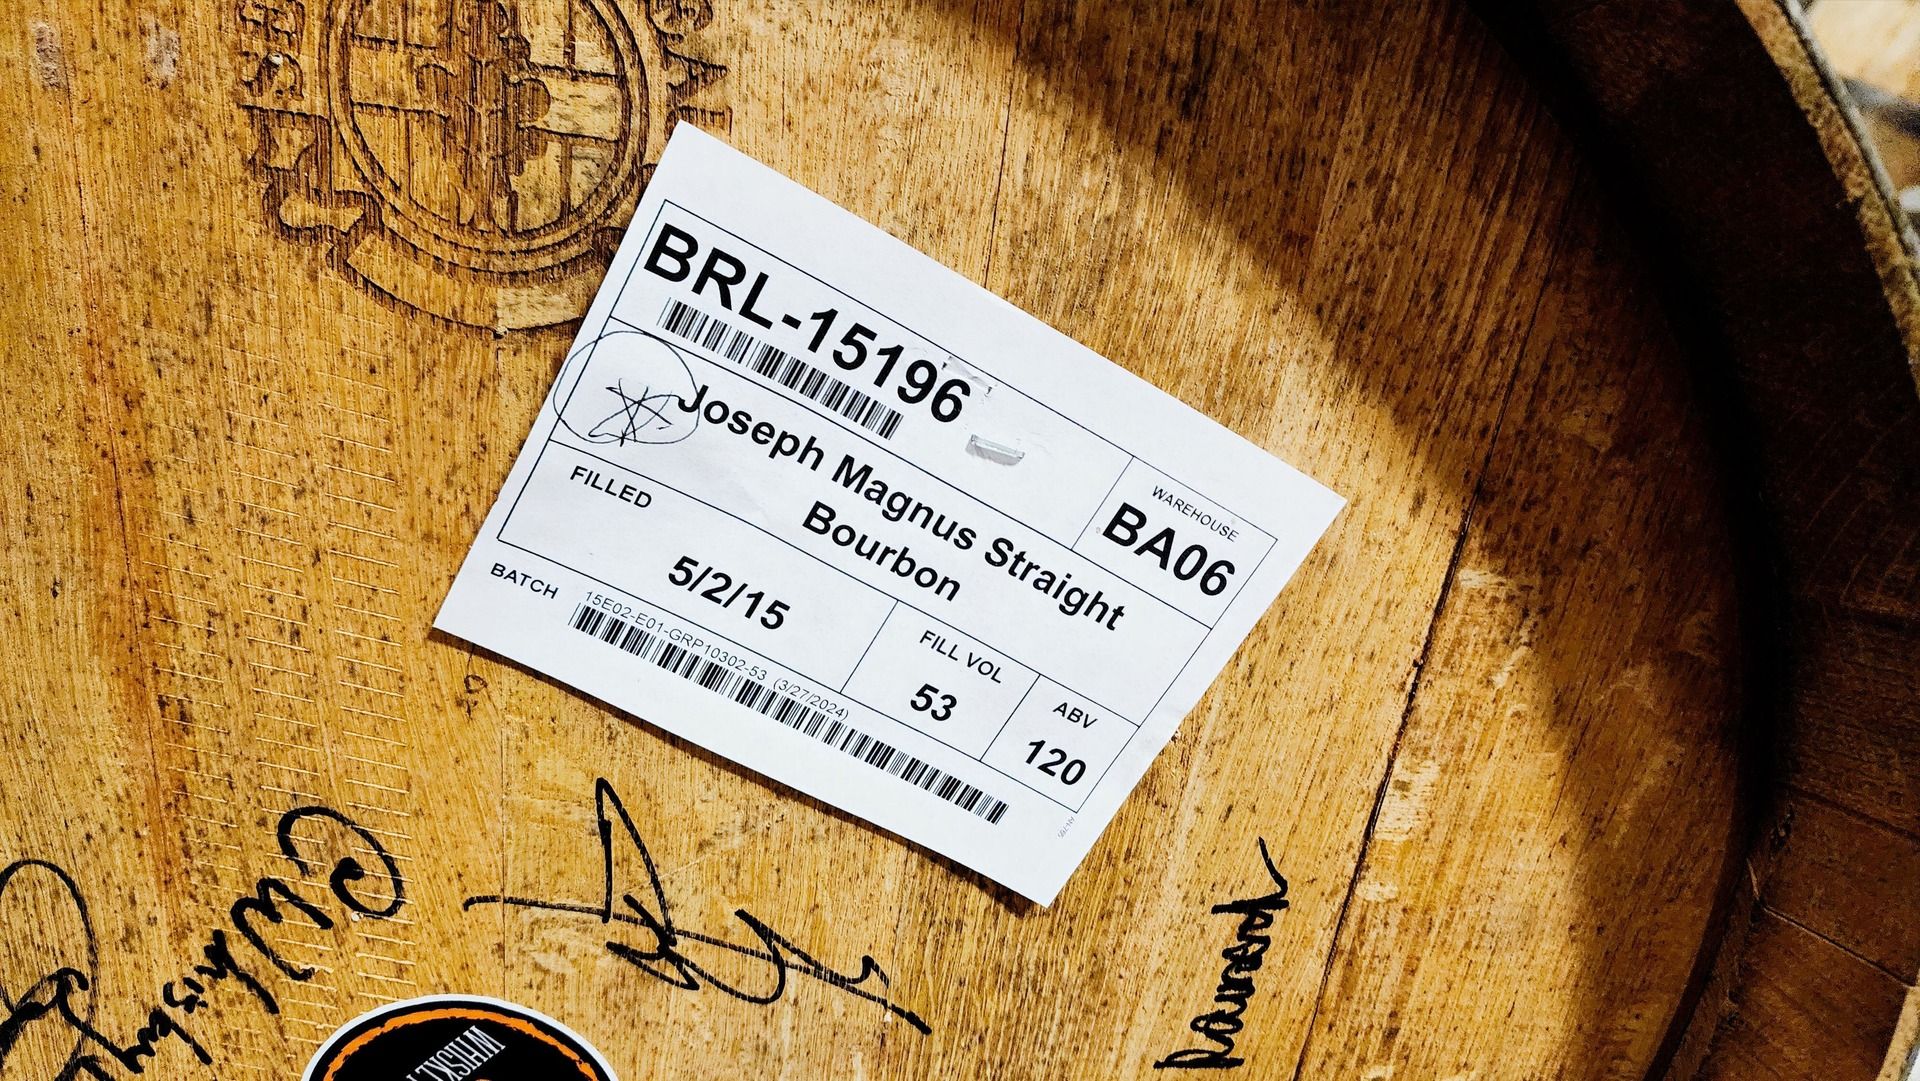 BRL-15196
WAREHOUSE
BA06
Joseph Magnus Straight
Bourbon
FILLED
5/2/15
FILL VOL
53
ABV
120
BATCH
15E02-E01-GRP10302-53 (3/27/2024)
WHISKEY